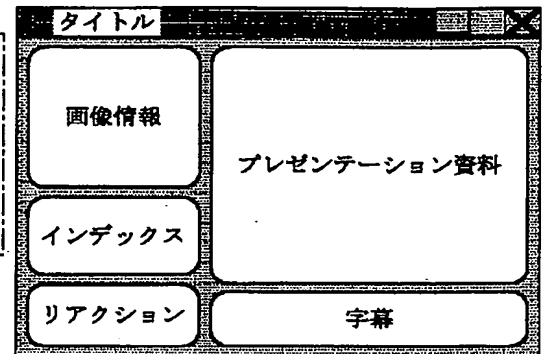 タイトル
画像情報
プレゼンテーション資料
インデックス
リアクション
字幕